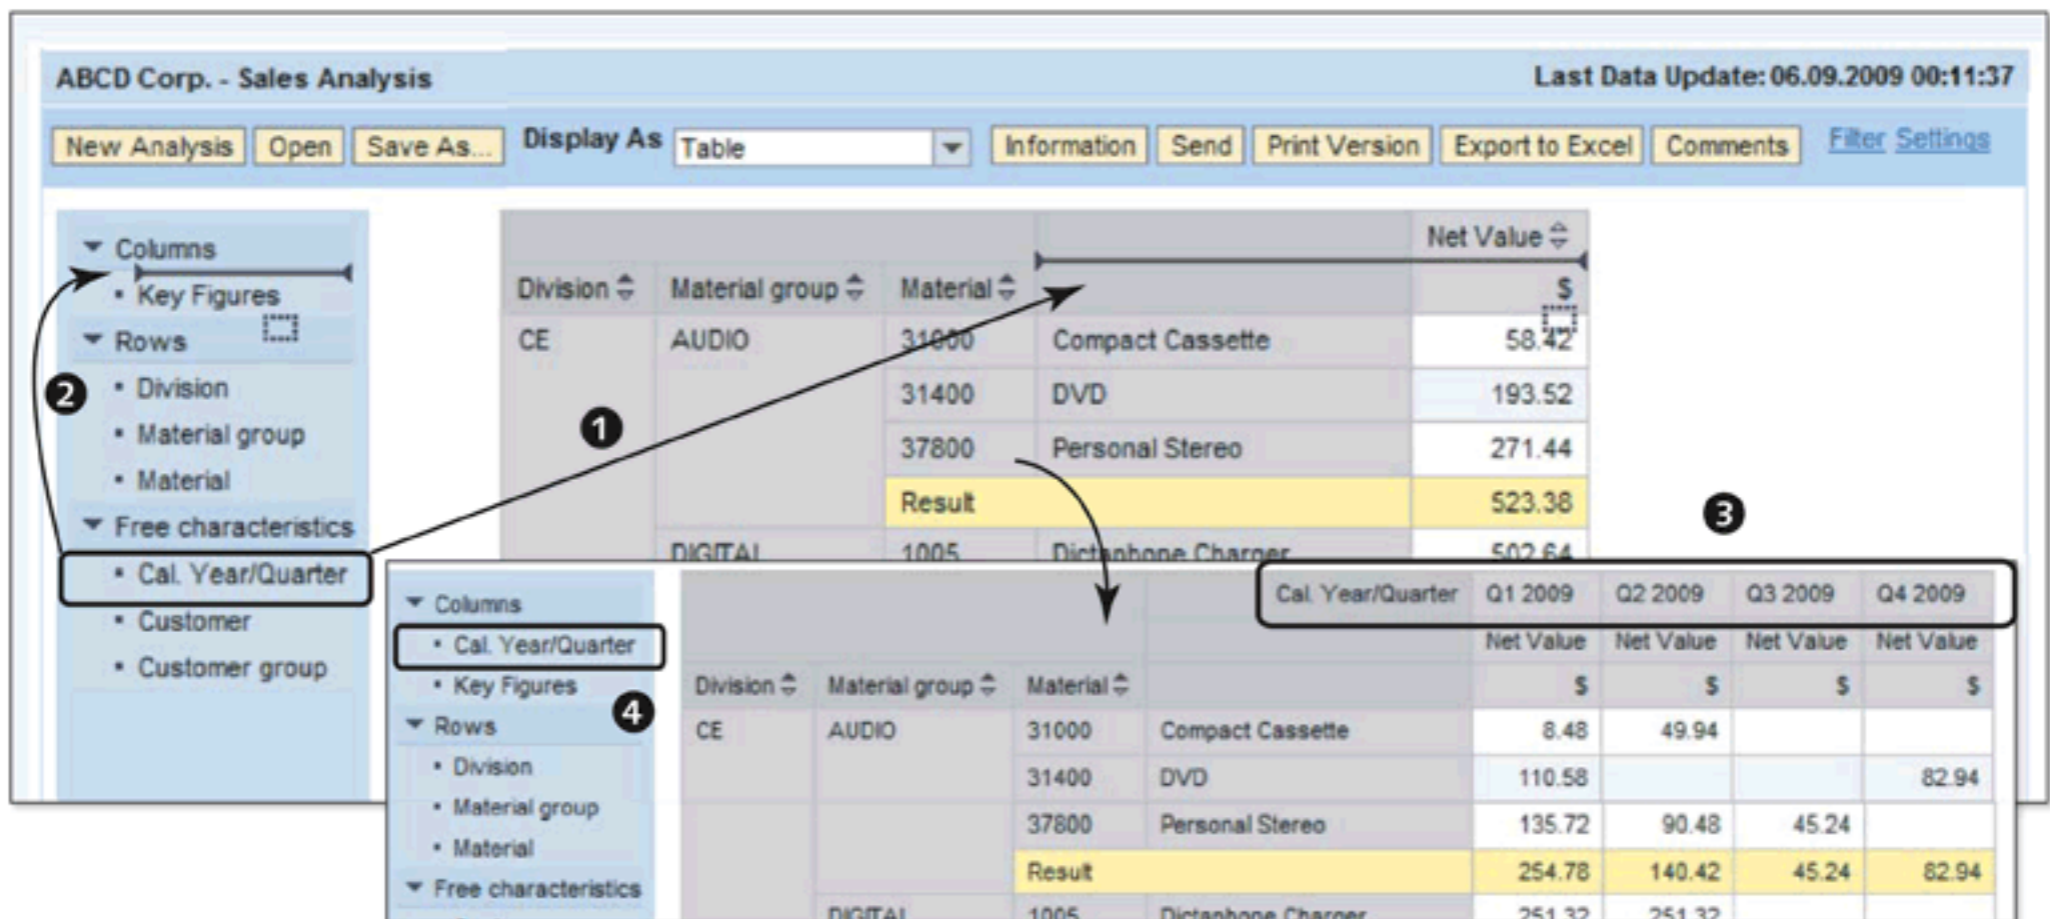 ABCD Corp. - Sales Analysis Last Data Update: 06.09.2009 00:11:37
New Analysis Open Save As... Display As Table Information Send Print Version Export to Excel Comments Filter Settings
Columns
Key Figures
Rows
Division
Material group
Material
Free characteristics
Cal. Year/Quarter
Customer
Customer group
2
1
Net Value
Division Material group Material $
CE AUDIO 31000 Compact Cassette 58.42
31400 DVD 193.52
37800 Personal Stereo 271.44
Result 523.38
DIGITAL 1005 Dictaphone Charger 502.64
3
Columns
Cal. Year/Quarter
Key Figures
4
Rows
Division
Material group
Material
Free characteristics
Cal. Year/Quarter Q1 2009 Q2 2009 Q3 2009 Q4 2009
Net Value Net Value Net Value Net Value
Division Material group Material $ $ $ $
CE AUDIO 31000 Compact Cassette 8.48 49.94
31400 DVD 110.58 82.94
37800 Personal Stereo 135.72 90.48 45.24
Result 254.78 140.42 45.24 82.94
DIGITAL 1005 Dictaphone Charger 251.32 251.32